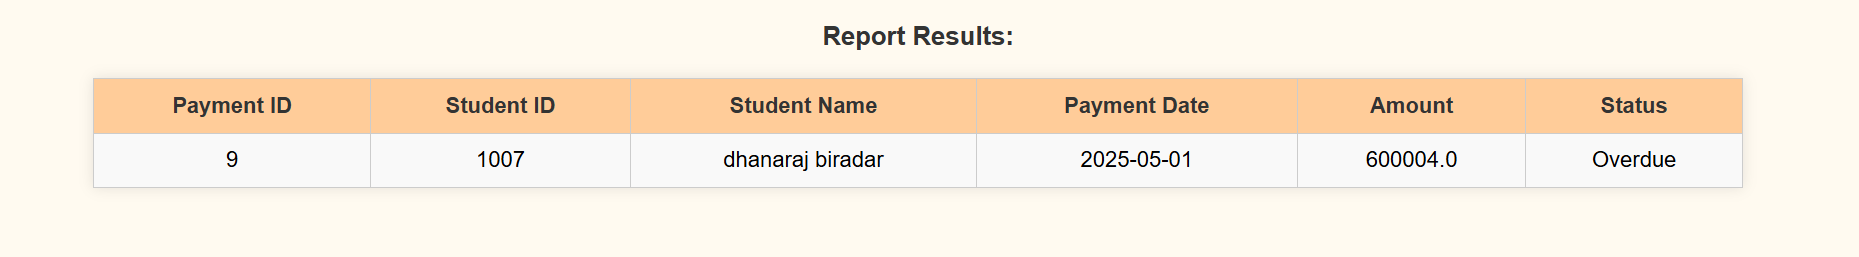 Report Results:
Payment ID Student ID Student Name Payment Date Amount Status
9 1007 dhanaraj biradar 2025-05-01 600004.0 Overdue